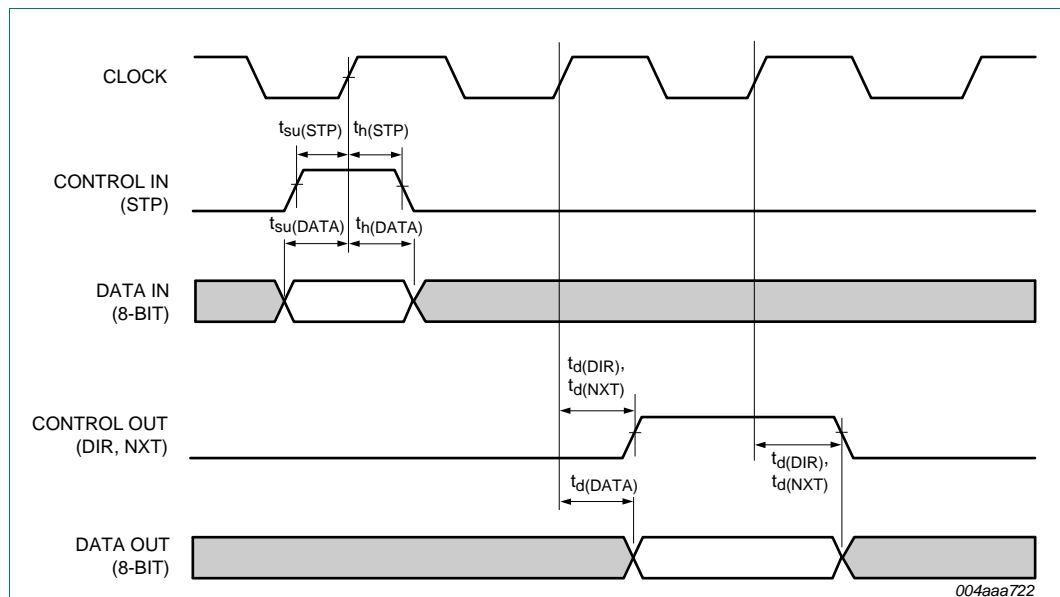 CLOCK
tsu(STP) th(STP)
CONTROL IN
(STP)
tsu(DATA) th(DATA)
DATA IN
(8-BIT)
td(DIR),
td(NXT)
CONTROL OUT
(DIR, NXT)
td(DIR),
td(NXT)
td(DATA)
DATA OUT
(8-BIT)
004aaa722